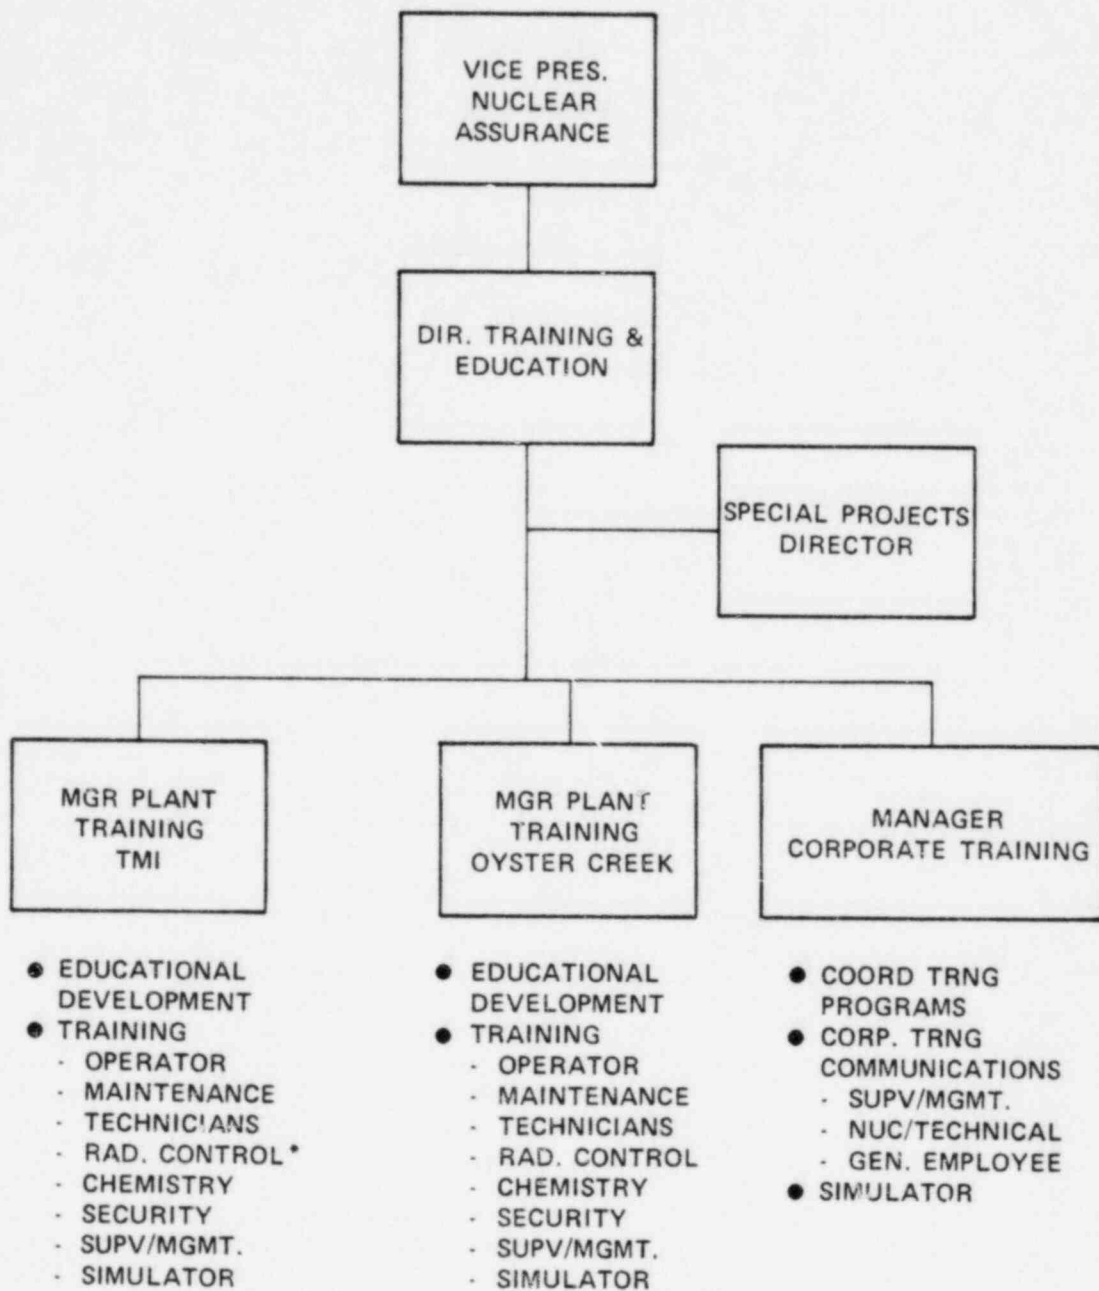 VICE PRES.
NUCLEAR
ASSURANCE
DIR. TRAINING &
EDUCATION
SPECIAL PROJECTS
DIRECTOR
MGR PLANT
TRAINING
TMI
MGR PLANT
TRAINING
OYSTER CREEK
MANAGER
CORPORATE TRAINING
● EDUCATIONAL
DEVELOPMENT
● TRAINING
- OPERATOR
- MAINTENANCE
- TECHNICIANS
- RAD. CONTROL*
- CHEMISTRY
- SECURITY
- SUPV/MGMT.
- SIMULATOR
● EDUCATIONAL
DEVELOPMENT
● TRAINING
- OPERATOR
- MAINTENANCE
- TECHNICIANS
- RAD. CONTROL
- CHEMISTRY
- SECURITY
- SUPV/MGMT.
- SIMULATOR
● COORD TRNG
PROGRAMS
● CORP. TRNG
COMMUNICATIONS
- SUPV/MGMT.
- NUC/TECHNICAL
- GEN. EMPLOYEE
● SIMULATOR